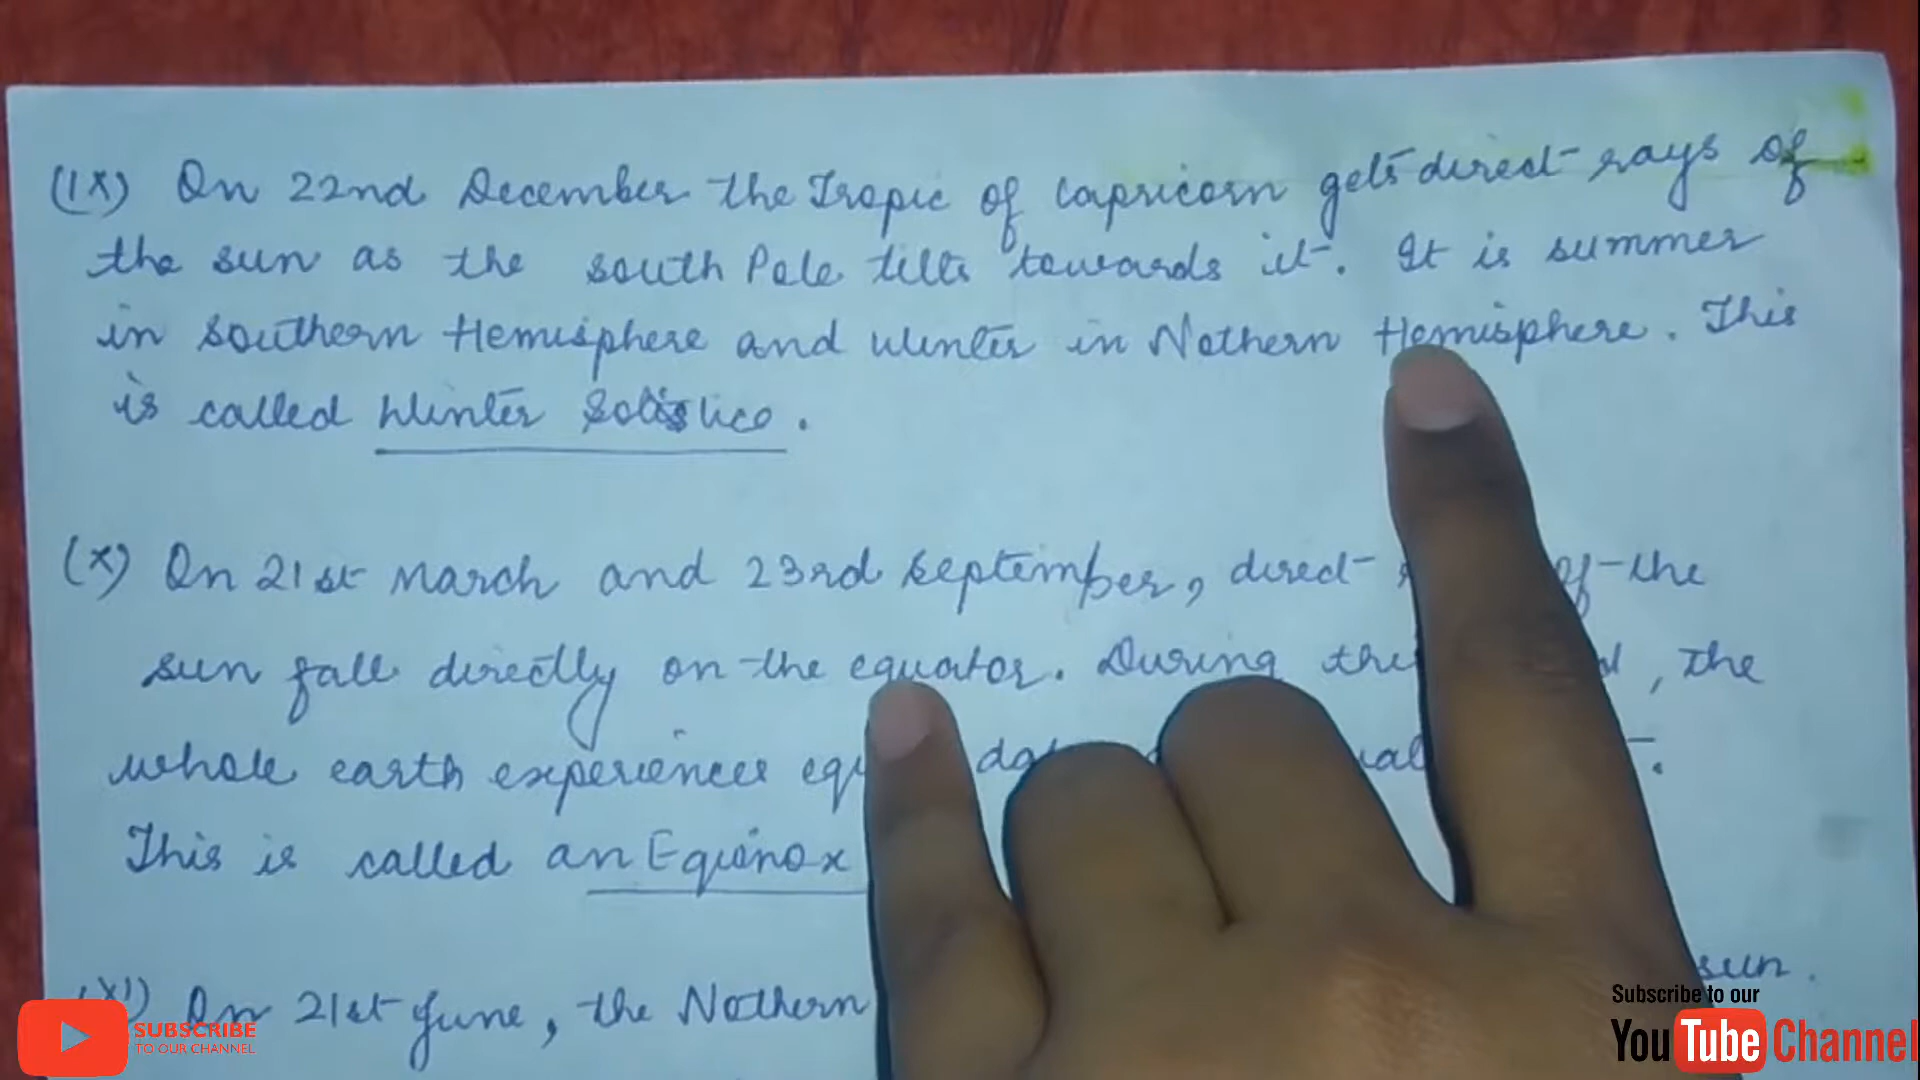 (IX) On 22nd December the Tropic of Capricorn gets direct rays of
the sun as the south Pole tilts towards it. It is summer
in Southern Hemisphere and Winter in Nothern Hemisphere. This
is called Winter Solistice.
(X) On 21st March and 23rd September, direct of the
sun fall directly on the equator. During the
whole earth experiences
This is called an Equinox
(XI) On 21st June, the Nothern sun.
SUBSCRIBE
TO OUR CHANNEL
Subscribe to our
YouTube Channel